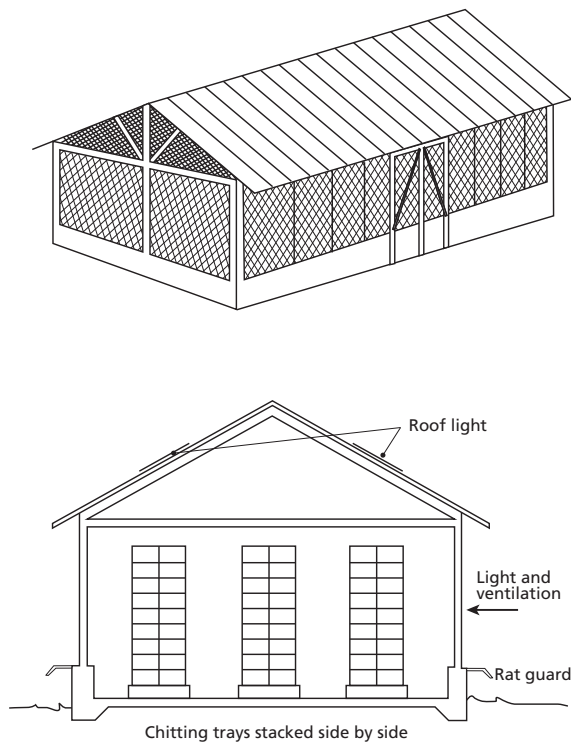 Roof light
Light and
ventilation
Rat guard
Chitting trays stacked side by side